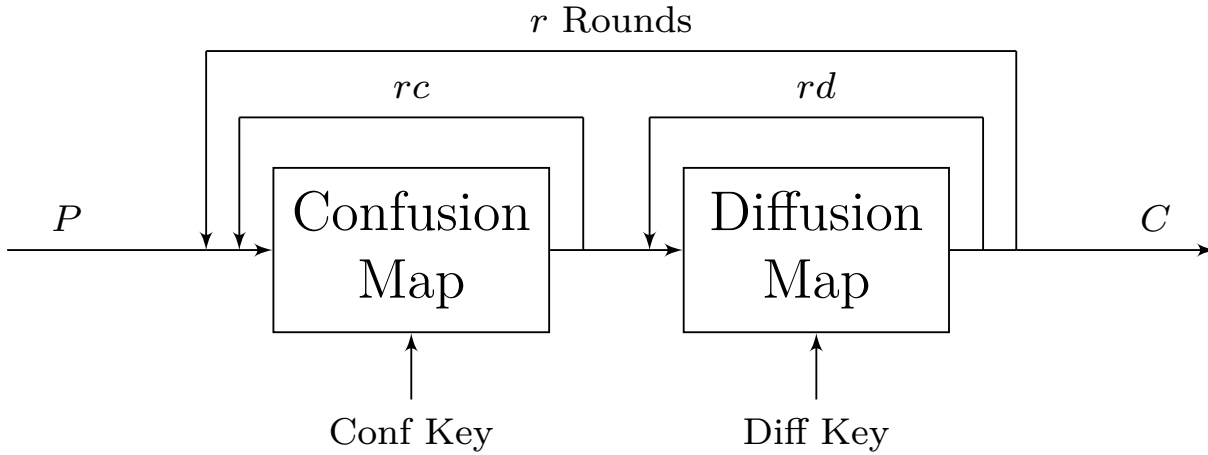 r Rounds
rc
rd
P
Confusion
Map
Diffusion
Map
C
Conf Key
Diff Key